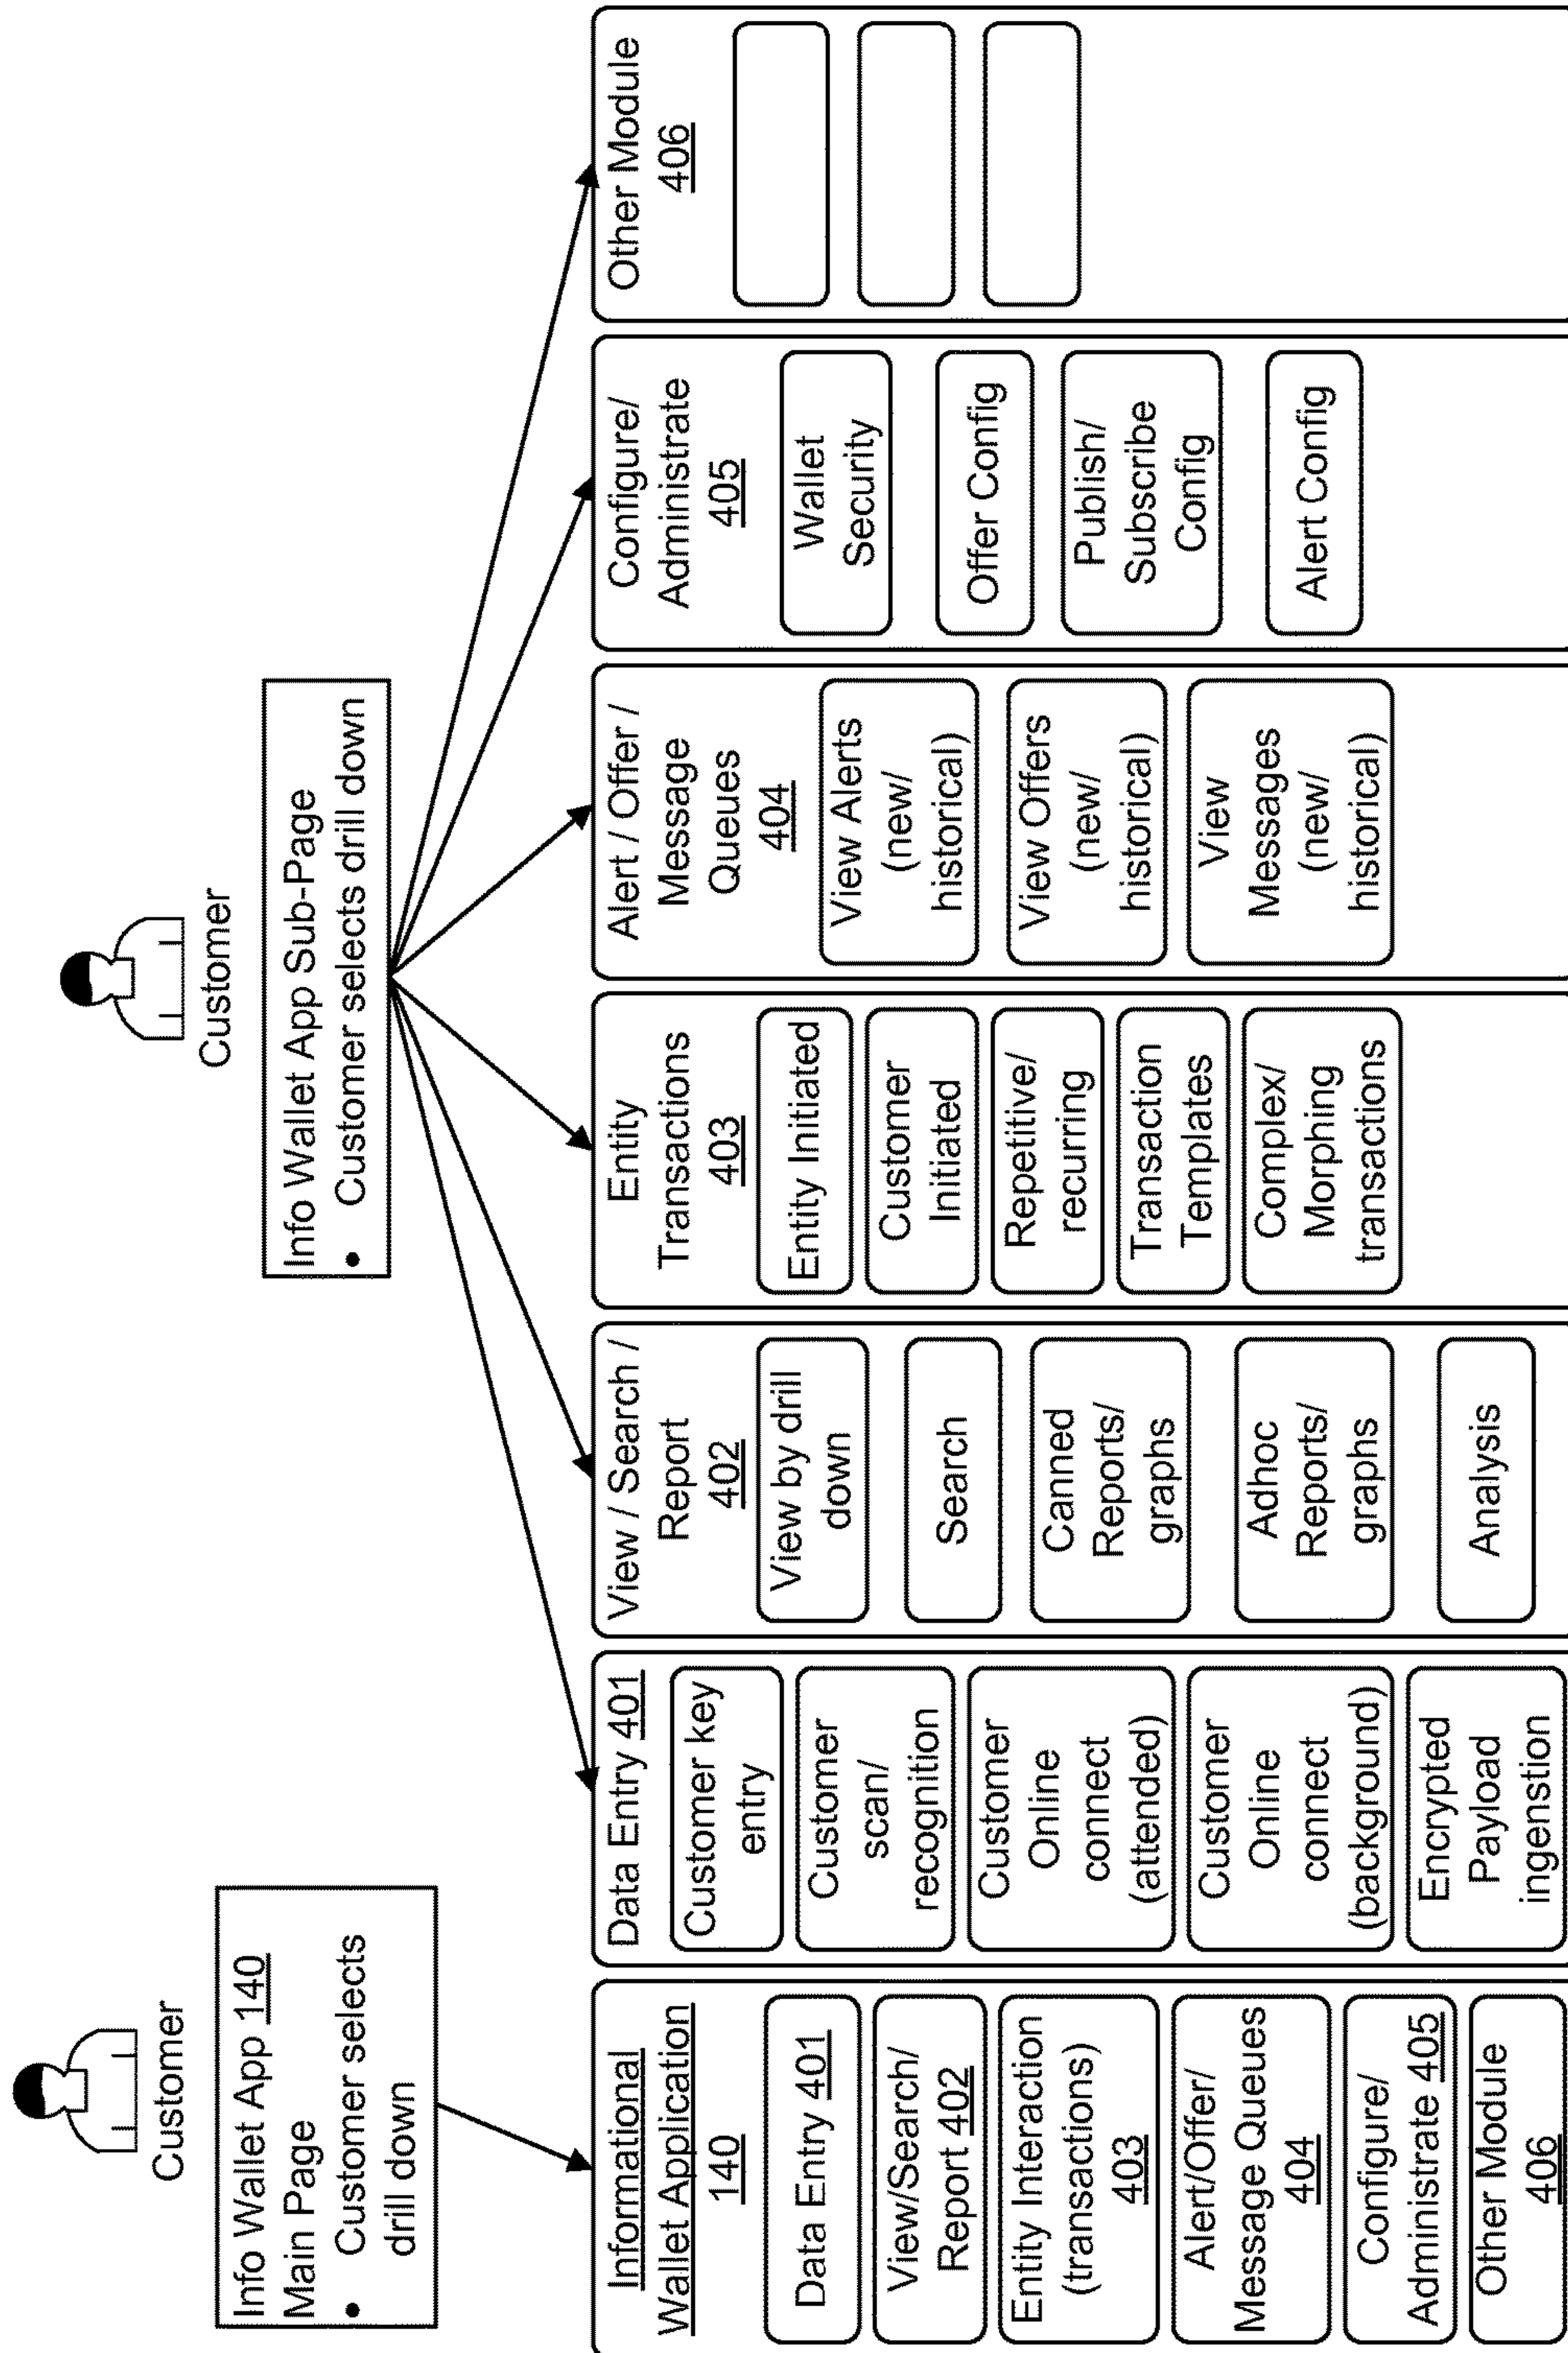 Customer
Info Wallet App 140
Main Page
• Customer selects
drill down
Informational
Wallet Application
140
Data Entry 401
View/Search/
Report 402
Entity Interaction
(transactions)
403
Alert/Offer/
Message Queues
404
Configure/
Administrate 405
Other Module
406
Customer
Info Wallet App Sub-Page
• Customer selects drill down
Data Entry 401
Customer key
entry
Customer
scan/
recognition
Customer
Online
connect
(attended)
Customer
Online
connect
(background)
Encrypted
Payload
ingenstion
View / Search /
Report
402
View by drill
down
Search
Canned
Reports/
graphs
Adhoc
Reports/
graphs
Analysis
Entity
Transactions
403
Entity Initiated
Customer
Initiated
Repetitive/
recurring
Transaction
Templates
Complex/
Morphing
transactions
Alert / Offer /
Message
Queues
404
View Alerts
(new/
historical)
View Offers
(new/
historical)
View
Messages
(new/
historical)
Configure/
Administrate
405
Wallet
Security
Offer Config
Publish/
Subscribe
Config
Alert Config
Other Module
406